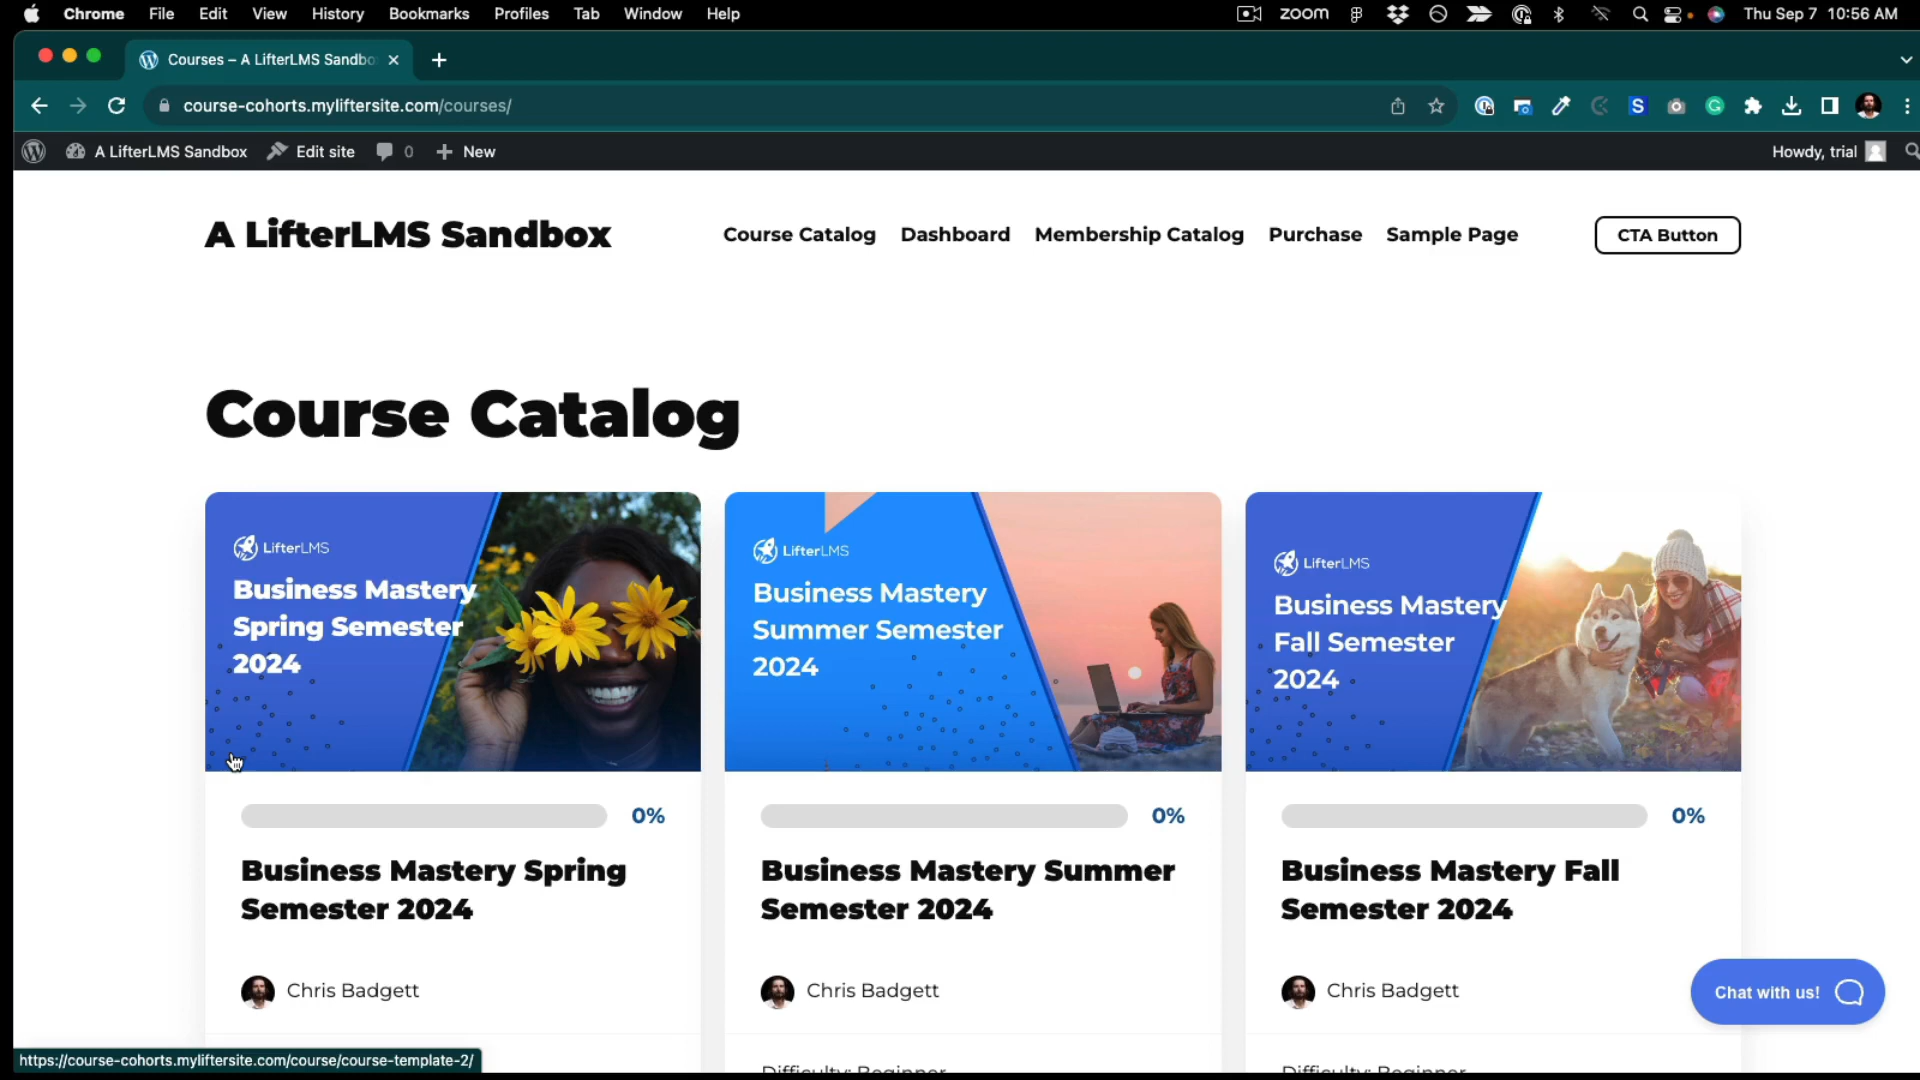 Chrome File Edit View History Bookmarks Profiles Tab Window Help zoom Thu Sep 7 10:56 AM
Courses – A LifterLMS Sandbo
course-cohorts.myliftersite.com/courses/
A LifterLMS Sandbox Edit site 0 New Howdy, trial
A LifterLMS Sandbox Course Catalog Dashboard Membership Catalog Purchase Sample Page CTA Button
Course Catalog
LifterLMS
Business Mastery
Spring Semester
2024
LifterLMS
Business Mastery
Summer Semester
2024
LifterLMS
Business Mastery
Fall Semester
2024
0%
0%
0%
Business Mastery Spring
Semester 2024
Business Mastery Summer
Semester 2024
Business Mastery Fall
Semester 2024
Chris Badgett
Chris Badgett
Chris Badgett
Chat with us!
https://course-cohorts.myliftersite.com/course/course-template-2/
Difficulty: Beginner
Difficulty: Beginner